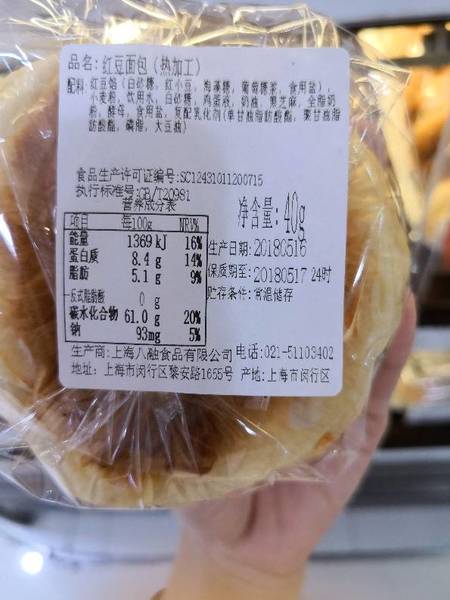 品名:红豆面包（热加工）
配料:红豆馅（白砂糖，红小豆，海藻糖，葡萄糖浆，食用盐），
小麦粉，饮用水，白砂糖，鸡蛋液，奶油，黑芝麻，全脂奶
粉，酵母，食用盐，复配乳化剂(单甘油脂肪酸酯，聚甘油脂
肪酸酯，磷脂，大豆油)
食品生产许可证编号:SC12431011200715
执行标准号:GB/T20981
净含量: 40g
营养成分表
项目 每100g NRV%
能量 1369 kJ 16%
蛋白质 8.4 g 14%
脂肪 5.1 g 9%
—反式脂肪酸 0 g
碳水化合物 61.0 g 20%
钠 93mg 5%
生产日期:20180516
保质期至:20180517 24时
贮存条件:常温储存
生产商:上海八融食品有限公司 电话:021-51103402
地址: 上海市闵行区黎安路1655号 产地:上海市闵行区